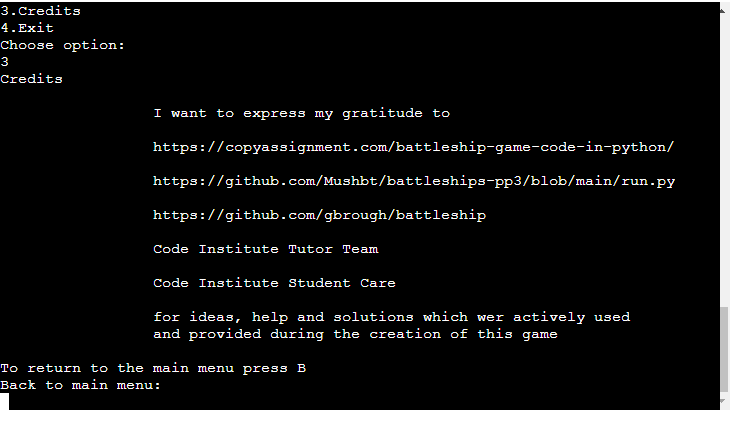 3.Credits
4.Exit
Choose option:
3
Credits
I want to express my gratitude to
https://copyassignment.com/battleship-game-code-in-python/
https://github.com/Mushbt/battleships-pp3/blob/main/run.py
https://github.com/gbrough/battleship
Code Institute Tutor Team
Code Institute Student Care
for ideas, help and solutions which wer actively used
and provided during the creation of this game
To return to the main menu press B
Back to main menu: